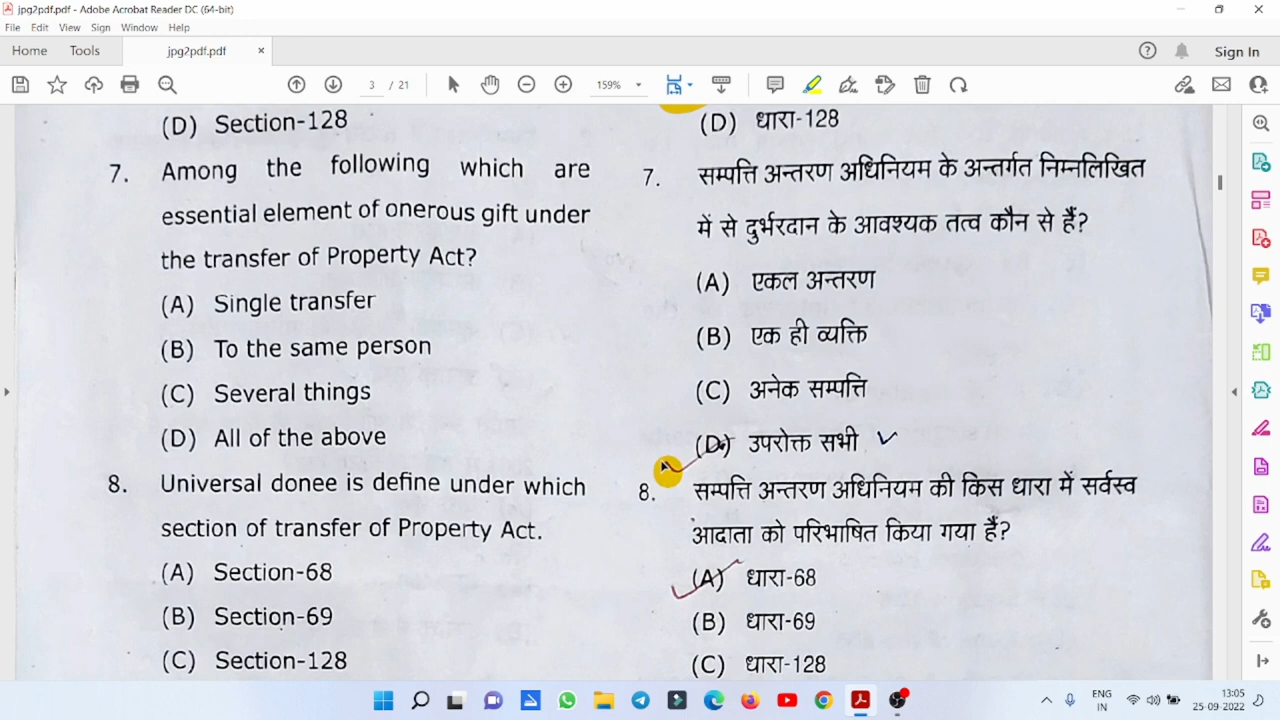 jpg2pdf.pdf - Adobe Acrobat Reader DC (64-bit)
File Edit View Sign Window Help
Home Tools jpg2pdf.pdf × Sign In
3 / 21 159%
(D) Section-128
7. Among the following which are
essential element of onerous gift under
the transfer of Property Act?
(A) Single transfer
(B) To the same person
(C) Several things
(D) All of the above
8. Universal donee is define under which
section of transfer of Property Act.
(A) Section-68
(B) Section-69
(C) Section-128
(D) धारा-128
7. सम्पत्ति अन्तरण अधिनियम के अन्तर्गत निम्नलिखित
में से दुर्भरदान के आवश्यक तत्व कौन से हैं?
(A) एकल अन्तरण
(B) एक ही व्यक्ति
(C) अनेक सम्पत्ति
(D) उपरोक्त सभी
8. सम्पत्ति अन्तरण अधिनियम की किस धारा में सर्वस्व
आदाता को परिभाषित किया गया हैं?
(A) धारा-68
(B) धारा-69
(C) धारा-128
ENG
IN
13:05
25-09-2022